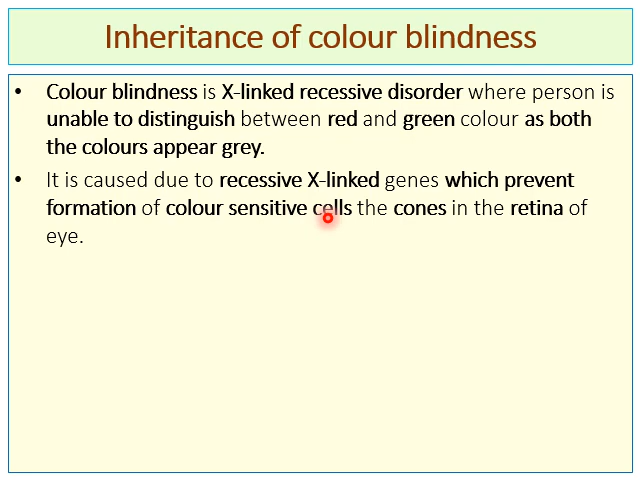 Inheritance of colour blindness
• Colour blindness is X-linked recessive disorder where person is
unable to distinguish between red and green colour as both
the colours appear grey.
• It is caused due to recessive X-linked genes which prevent
formation of colour sensitive cells the cones in the retina of
eye.